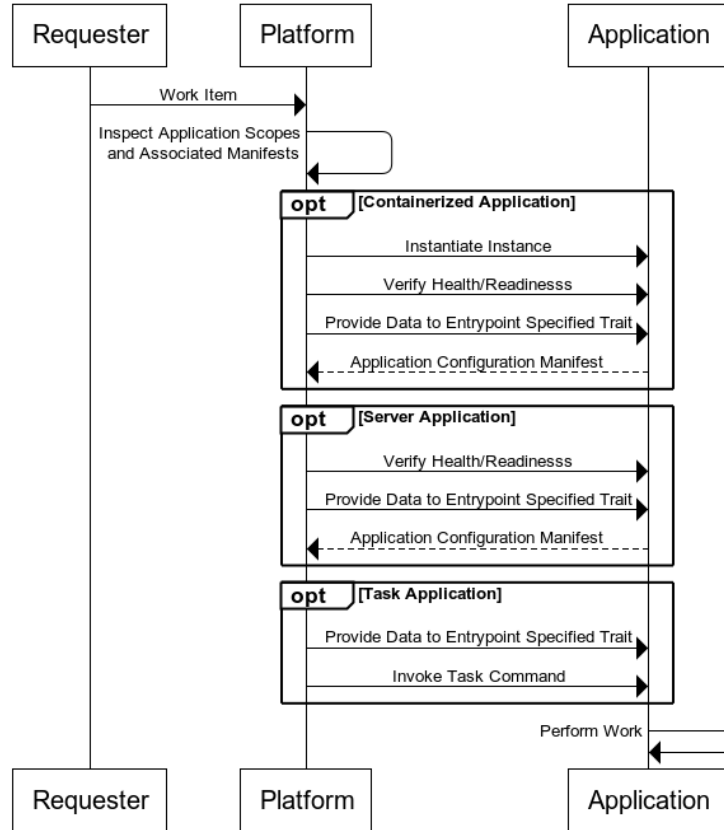 Requester
Platform
Application
Work Item
Inspect Application Scopes
and Associated Manifests
opt
[Containerized Application]
Instantiate Instance
Verify Health/Readinesss
Provide Data to Entrypoint Specified Trait
Application Configuration Manifest
opt
[Server Application]
Verify Health/Readinesss
Provide Data to Entrypoint Specified Trait
Application Configuration Manifest
opt
[Task Application]
Provide Data to Entrypoint Specified Trait
Invoke Task Command
Perform Work
Requester
Platform
Application